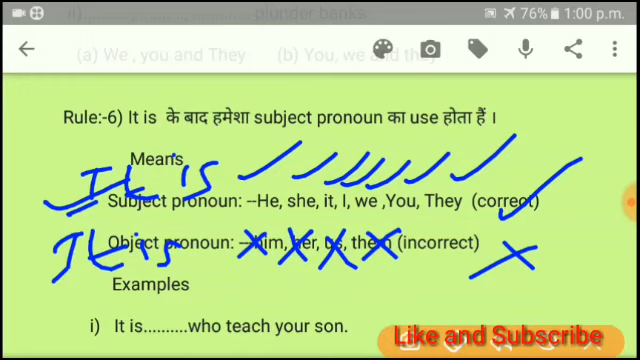 ii)............................ plunder banks
76% 1:00 p.m.
(a) We , you and They (b) You, we and they
Rule:-6) It is के बाद हमेशा subject pronoun का use होता हैं ।
Means
It is
Subject pronoun: --He, she, it, I, we ,You, They (correct)
It is
Object pronoun: --him, her, us, them (incorrect)
Examples
i) It is..........who teach your son.
Like and Subscribe